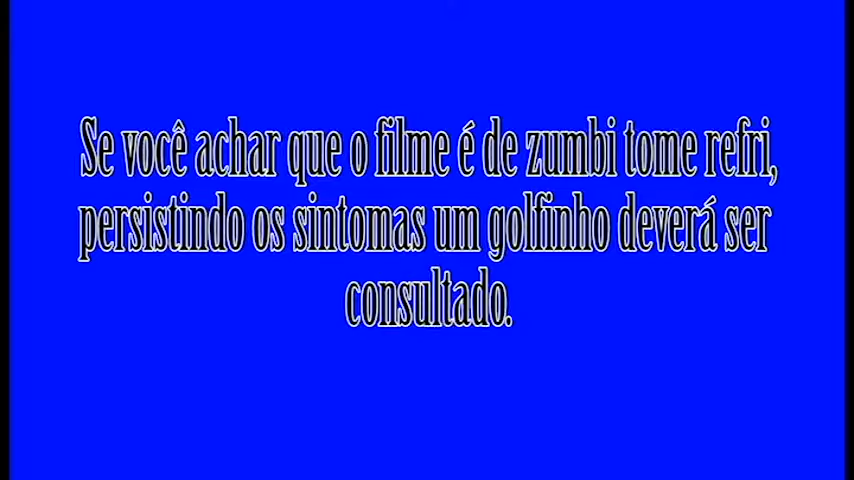 Se você achar que o filme é de zumbi tome refri,
persistindo os sintomas um golfinho deverá ser
consultado.